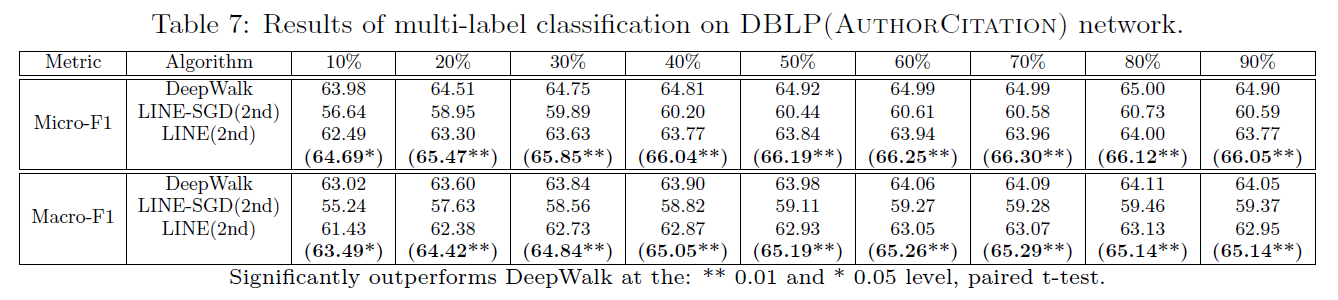 Table 7: Results of multi-label classification on DBLP(AUTHORCITATION) network.
Metric Algorithm 10% 20% 30% 40% 50% 60% 70% 80% 90%
Micro-F1
DeepWalk 63.98 64.51 64.75 64.81 64.92 64.99 64.99 65.00 64.90
LINE-SGD(2nd) 56.64 58.95 59.89 60.20 60.44 60.61 60.58 60.73 60.59
LINE(2nd) 62.49 63.30 63.63 63.77 63.84 63.94 63.96 64.00 63.77
(64.69*) (65.47**) (65.85**) (66.04**) (66.19**) (66.25**) (66.30**) (66.12**) (66.05**)
Macro-F1
DeepWalk 63.02 63.60 63.84 63.90 63.98 64.06 64.09 64.11 64.05
LINE-SGD(2nd) 55.24 57.63 58.56 58.82 59.11 59.27 59.28 59.46 59.37
LINE(2nd) 61.43 62.38 62.73 62.87 62.93 63.05 63.07 63.13 62.95
(63.49*) (64.42**) (64.84**) (65.05**) (65.19**) (65.26**) (65.29**) (65.14**) (65.14**)
Significantly outperforms DeepWalk at the: ** 0.01 and * 0.05 level, paired t-test.